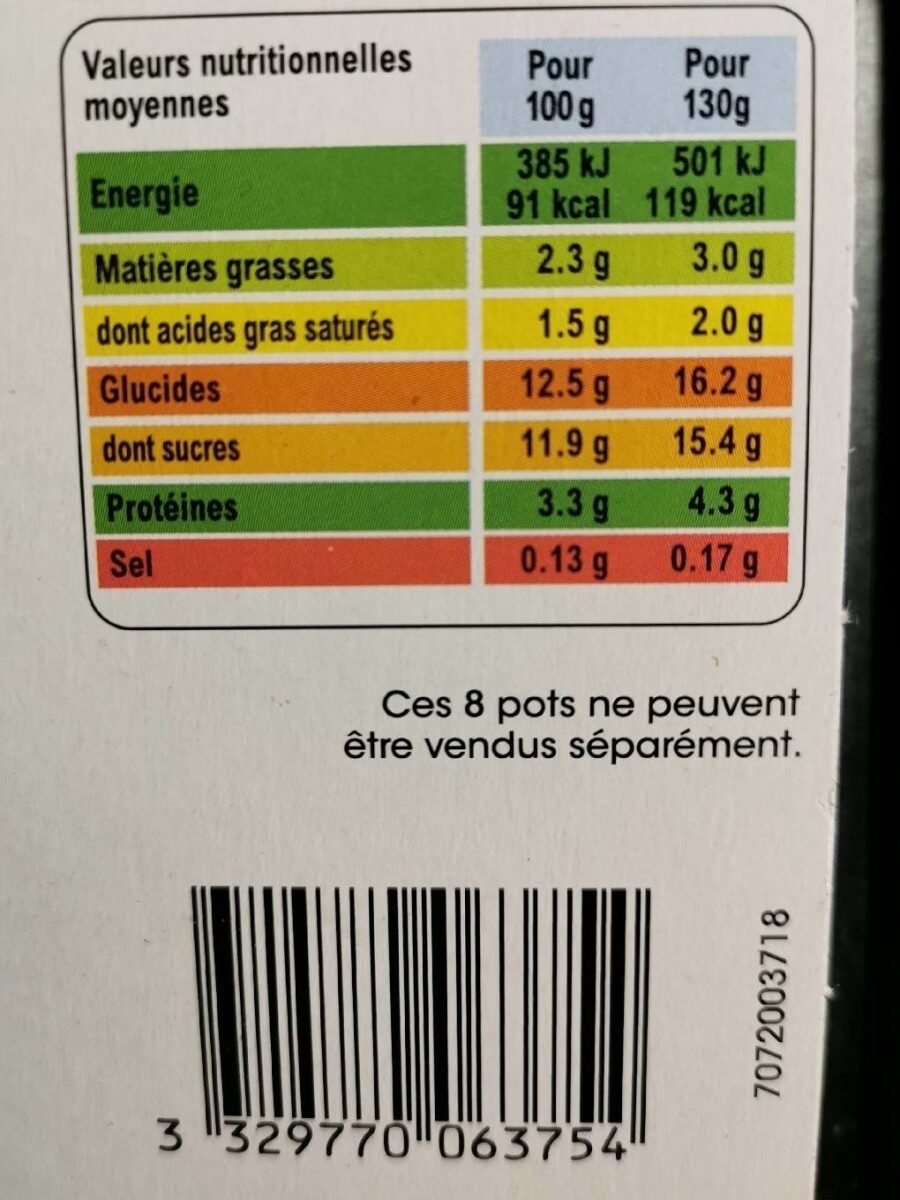 Valeurs nutritionnelles moyennes Pour 100 g Pour 130g
Energie 385 kJ 91 kcal 501 kJ 119 kcal
Matières grasses 2.3 g 3.0 g
dont acides gras saturés 1.5 g 2.0 g
Glucides 12.5 g 16.2 g
dont sucres 11.9 g 15.4 g
Protéines 3.3 g 4.3 g
Sel 0.13 g 0.17 g
Ces 8 pots ne peuvent
être vendus séparément.
3 329770 063754
7072003718